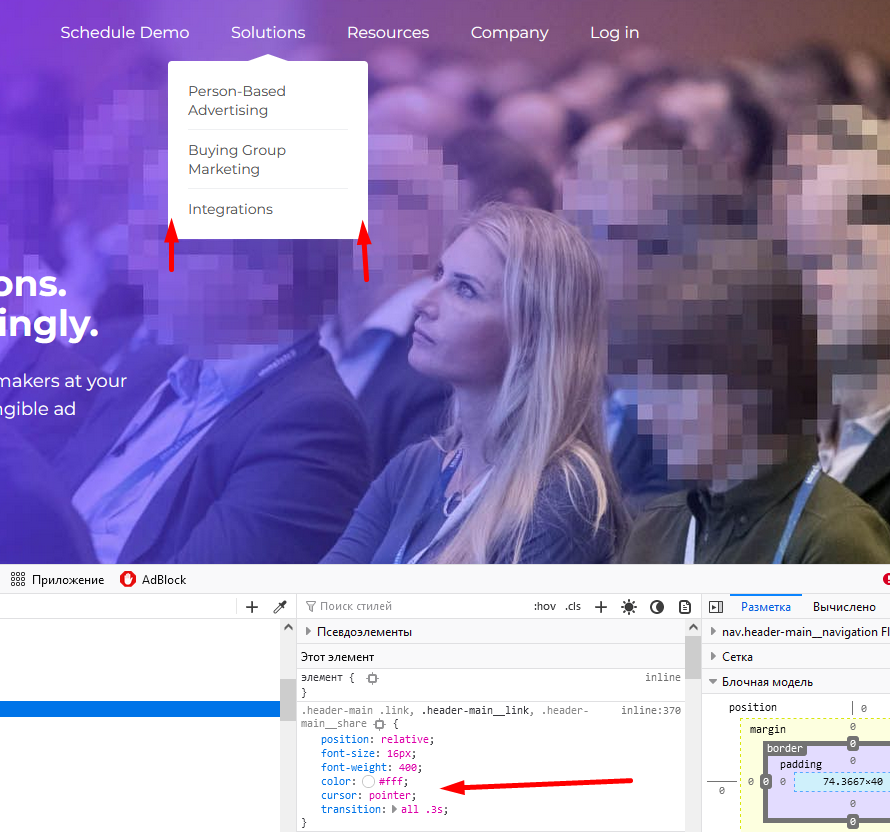 Schedule Demo Solutions Resources Company Log in
Person-Based
Advertising
Buying Group
Marketing
Integrations
ons.
ingly.
makers at your
ngible ad
Приложение AdBlock
Поиск стилей :hov .cls
Разметка Вычислено
Псевдоэлементы
Этот элемент
элемент { inline
}
.header-main .link, .header-main__link, .header- inline:370
main__share {
position: relative;
font-size: 16px;
font-weight: 400;
color: #fff;
cursor: pointer;
transition: all .3s;
}
nav.header-main__navigation Fl
Сетка
Блочная модель
position 0
margin 0
border 0
padding 0
0 0 0 0 74.3667×40
0
0